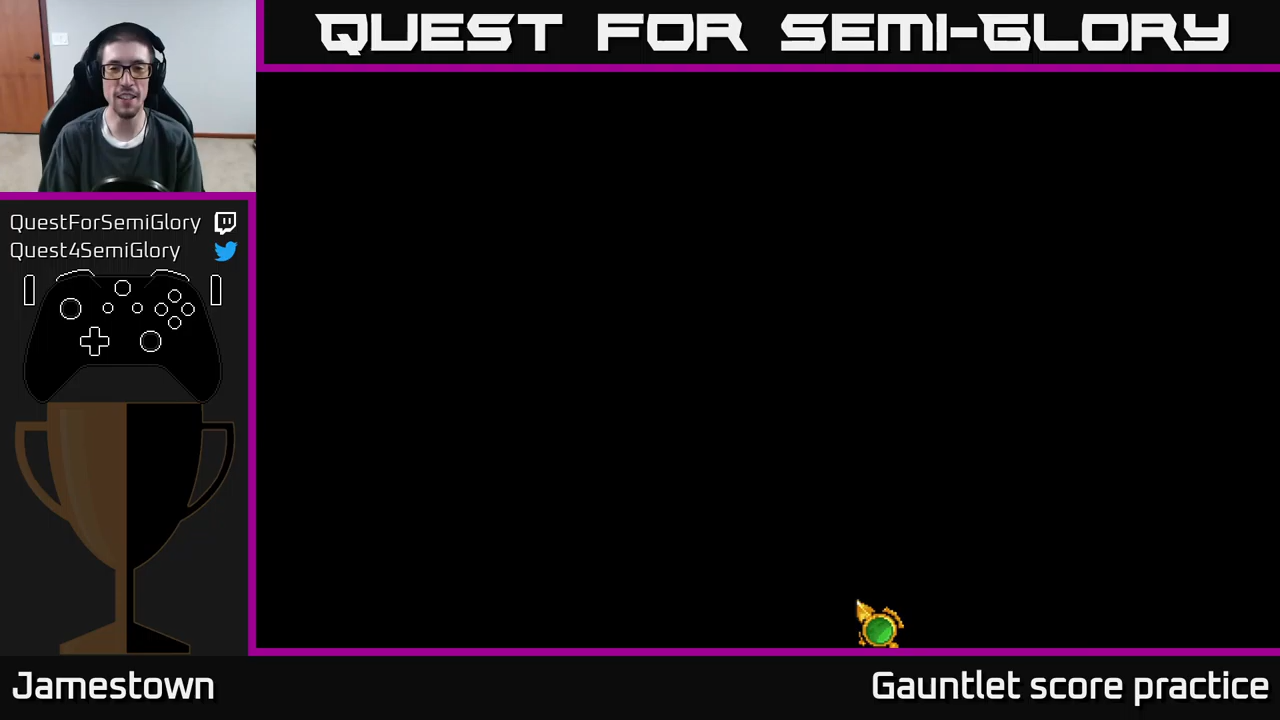 QUEST FOR SEMI-GLORY
QuestForSemiGlory
Quest4SemiGlory
Jamestown
Gauntlet score practice